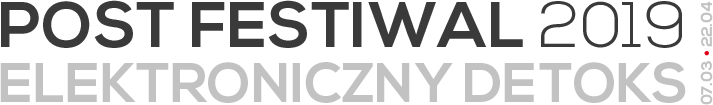 POST FESTIWAL 2019
ELEKTRONICZNY DETOKS
07.03 • 22.04